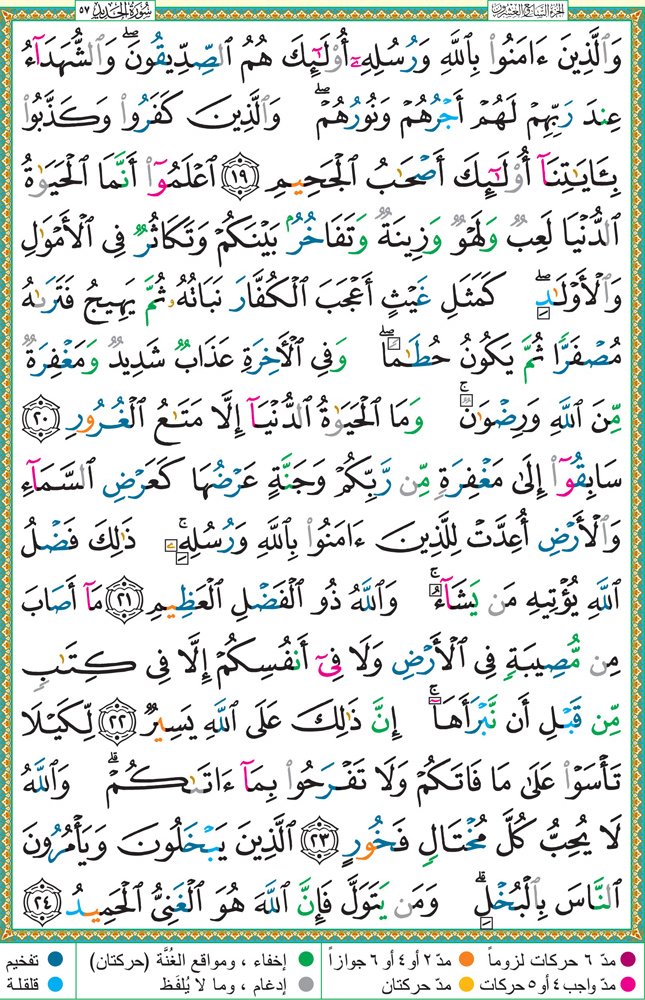 الجزء السابع والعشرون
سورة الحديد ٥٧
وَالَّذِينَ ءَامَنُوا۟ بِاللَّهِ وَرُسُلِهِۦٓ أُو۟لَٰٓئِكَ هُمُ ٱلصِّدِّيقُونَ ۖ وَٱلشُّهَدَآءُ
عِندَ رَبِّهِمْ لَهُمْ أَجْرُهُمْ وَنُورُهُمْ ۖ وَٱلَّذِينَ كَفَرُوا۟ وَكَذَّبُوا۟
بِـَٔايَٰتِنَآ أُو۟لَٰٓئِكَ أَصْحَٰبُ ٱلْجَحِيمِ ١٩ ٱعْلَمُوٓا۟ أَنَّمَا ٱلْحَيَوٰةُ
ٱلدُّنْيَا لَعِبٌ وَلَهْوٌ وَزِينَةٌ وَتَفَاخُرٌۢ بَيْنَكُمْ وَتَكَاثُرٌ فِى ٱلْأَمْوَٰلِ
وَٱلْأَوْلَٰدِ ۖ كَمَثَلِ غَيْثٍ أَعْجَبَ ٱلْكُفَّارَ نَبَاتُهُۥ ثُمَّ يَهِيجُ فَتَرَىٰهُ
مُصْفَرًّا ثُمَّ يَكُونُ حُطَٰمًا ۖ وَفِى ٱلْءَاخِرَةِ عَذَابٌ شَدِيدٌ وَمَغْفِرَةٌ
مِّنَ ٱللَّهِ وَرِضْوَٰنٌ ۚ وَمَا ٱلْحَيَوٰةُ ٱلدُّنْيَآ إِلَّا مَتَٰعُ ٱلْغُرُورِ ٢٠
سَابِقُوٓا۟ إِلَىٰ مَغْفِرَةٍ مِّن رَّبِّكُمْ وَجَنَّةٍ عَرْضُهَا كَعَرْضِ ٱلسَّمَآءِ
وَٱلْأَرْضِ أُعِدَّتْ لِلَّذِينَ ءَامَنُوا۟ بِٱللَّهِ وَرُسُلِهِۦ ۚ ذَٰلِكَ فَضْلُ
ٱللَّهِ يُؤْتِيهِ مَن يَشَآءُ ۚ وَٱللَّهُ ذُو ٱلْفَضْلِ ٱلْعَظِيمِ ٢١ مَآ أَصَابَ
مِن مُّصِيبَةٍ فِى ٱلْأَرْضِ وَلَا فِىٓ أَنفُسِكُمْ إِلَّا فِى كِتَٰبٍ
مِّن قَبْلِ أَن نَّبْرَأَهَآ ۚ إِنَّ ذَٰلِكَ عَلَى ٱللَّهِ يَسِيرٌ ٢٢ لِّكَيْلَا
تَأْسَوْا۟ عَلَىٰ مَا فَاتَكُمْ وَلَا تَفْرَحُوا۟ بِمَآ ءَاتَىٰكُمْ ۗ وَٱللَّهُ
لَا يُحِبُّ كُلَّ مُخْتَالٍ فَخُورٍ ٢٣ ٱلَّذِينَ يَبْخَلُونَ وَيَأْمُرُونَ
ٱلنَّاسَ بِٱلْبُخْلِ ۗ وَمَن يَتَوَلَّ فَإِنَّ ٱللَّهَ هُوَ ٱلْغَنِىُّ ٱلْحَمِيدُ ٢٤
مدّ ٦ حركات لزوماً مدّ ٢ أو ٤ أو ٦ جوازاً إخفاء ، ومواقع الغُنَّة (حركتان) تفخيم
مدّ واجب ٤ أو ٥ حركات مدّ حركتان إدغام ، وما لا يُلفَظ قلقلة